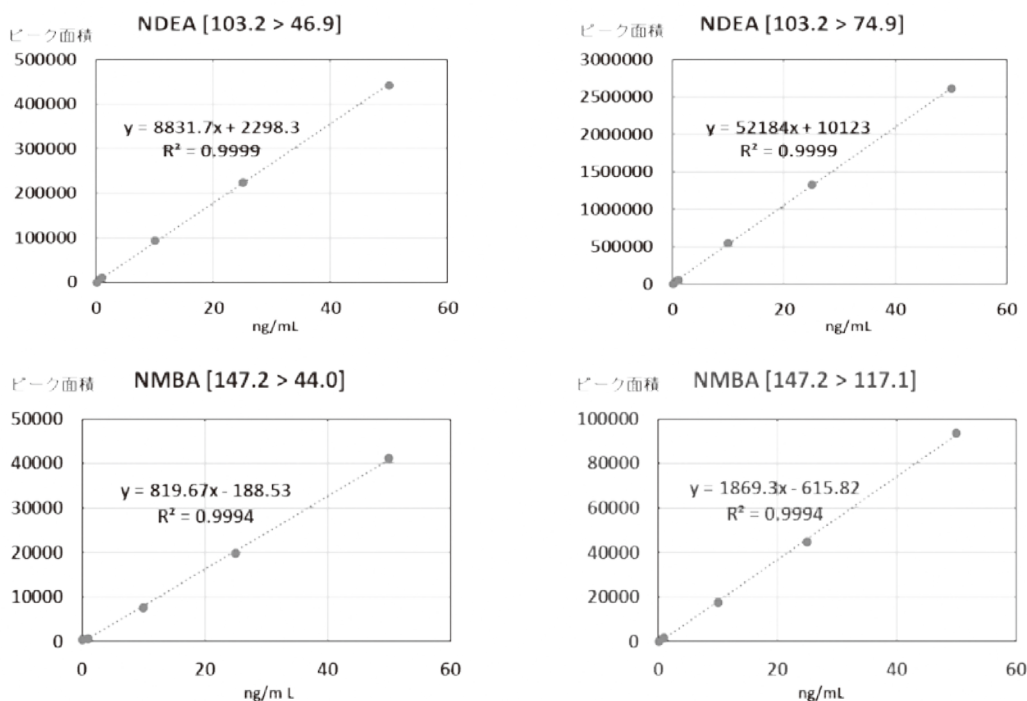 NDEA [103.2 > 46.9]
ピーク面積
500000
400000
300000
200000
100000
0
y = 8831.7x + 2298.3
R² = 0.9999
0 20 40 60
ng/mL
NDEA [103.2 > 74.9]
ピーク面積
3000000
2500000
2000000
1500000
1000000
500000
0
y = 52184x + 10123
R² = 0.9999
0 20 40 60
ng/mL
NMBA [147.2 > 44.0]
ピーク面積
50000
40000
30000
20000
10000
0
y = 819.67x - 188.53
R² = 0.9994
0 20 40 60
ng/m L
NMBA [147.2 > 117.1]
ピーク面積
100000
80000
60000
40000
20000
0
y = 1869.3x - 615.82
R² = 0.9994
0 20 40 60
ng/mL